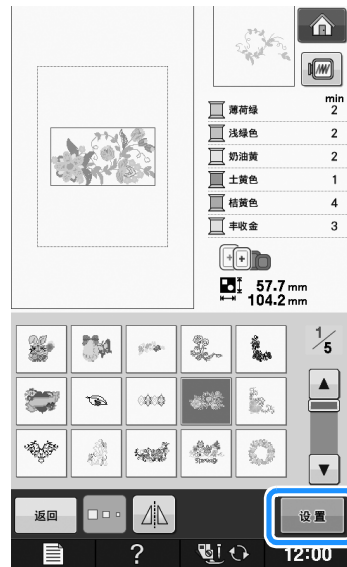 min
薄荷绿 2
浅绿色 2
奶油黄 2
土黄色 1
桔黄色 4
丰收金 3
57.7 mm
104.2 mm
1/5
返回
设置
?
12:00